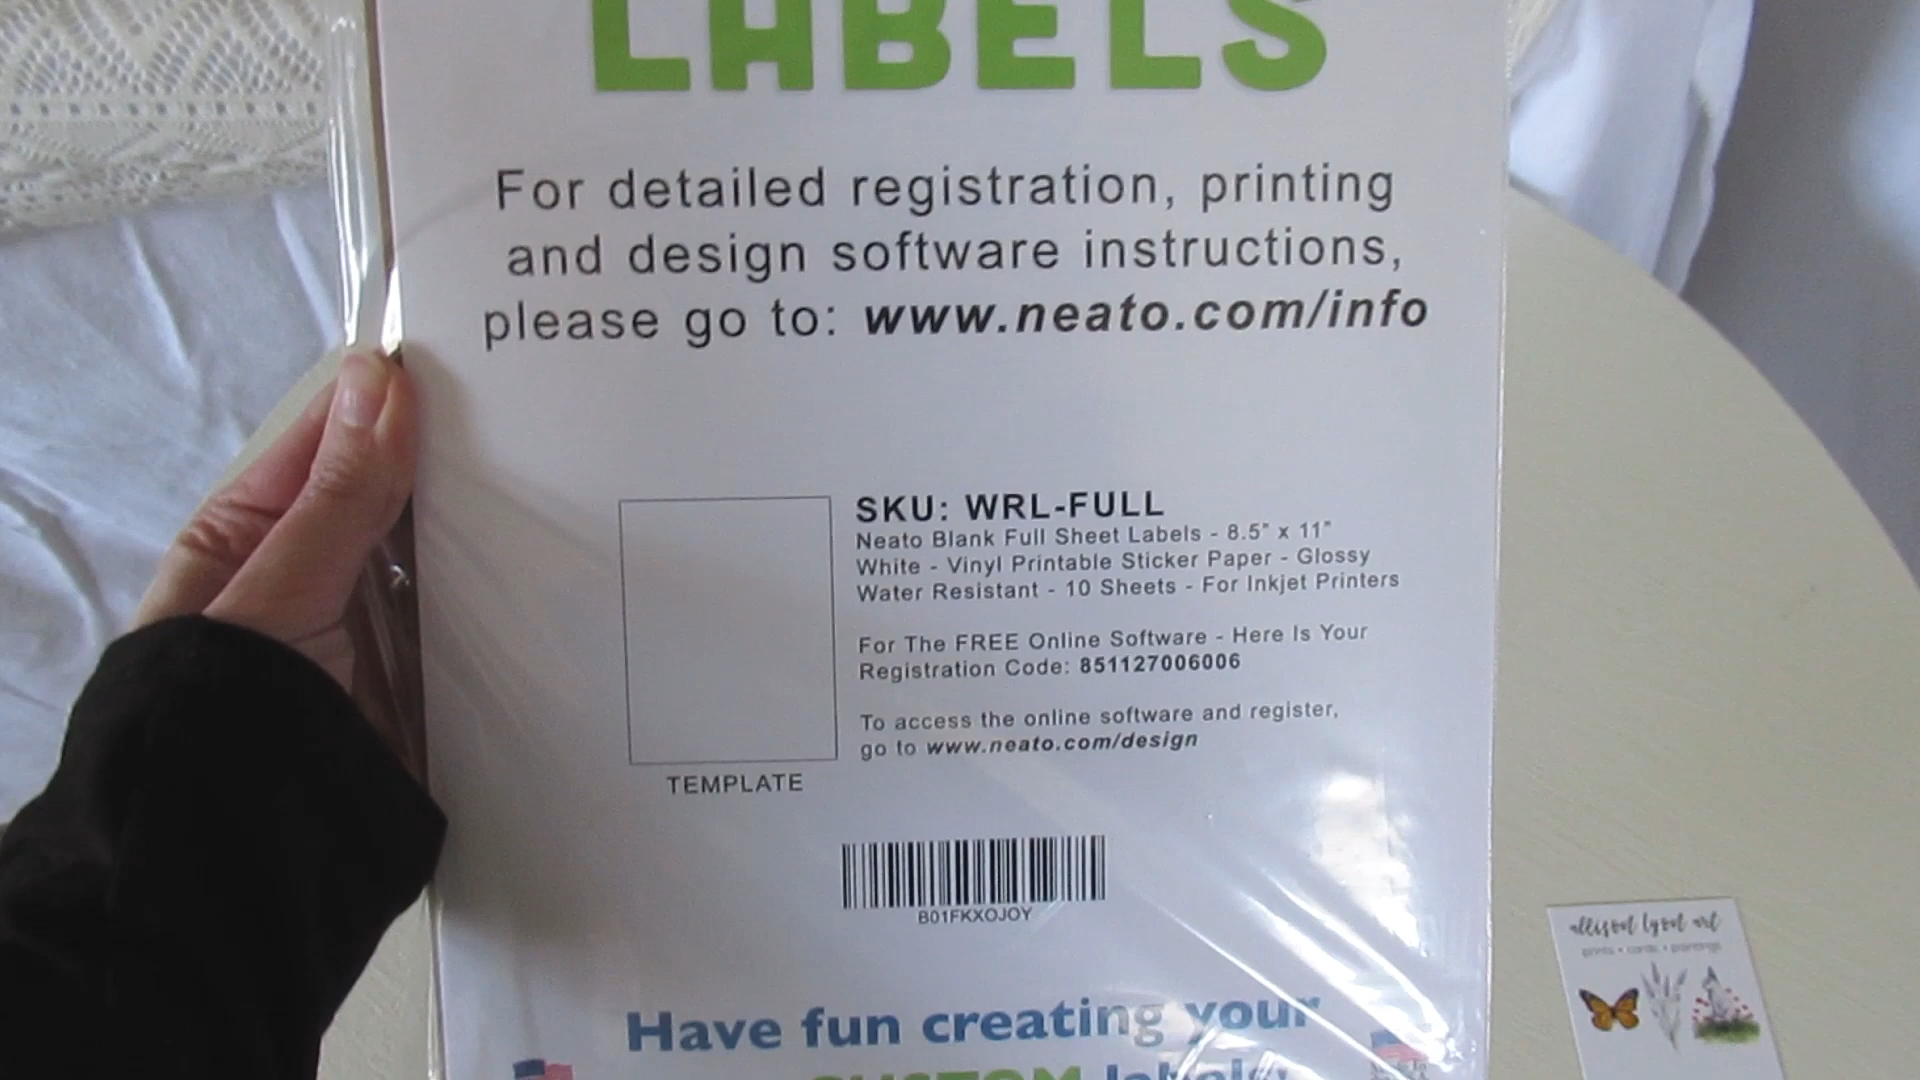 LABELS
For detailed registration, printing
and design software instructions,
please go to: www.neato.com/info
SKU: WRL-FULL
Neato Blank Full Sheet Labels - 8.5" x 11"
White - Vinyl Printable Sticker Paper - Glossy
Water Resistant - 10 Sheets - For Inkjet Printers
For The FREE Online Software - Here Is Your
Registration Code: 851127006006
To access the online software and register,
go to www.neato.com/design
TEMPLATE
B01FKXOJOY
Have fun creating your
CUSTOM labels!
allison lyon art
prints • cards • paintings